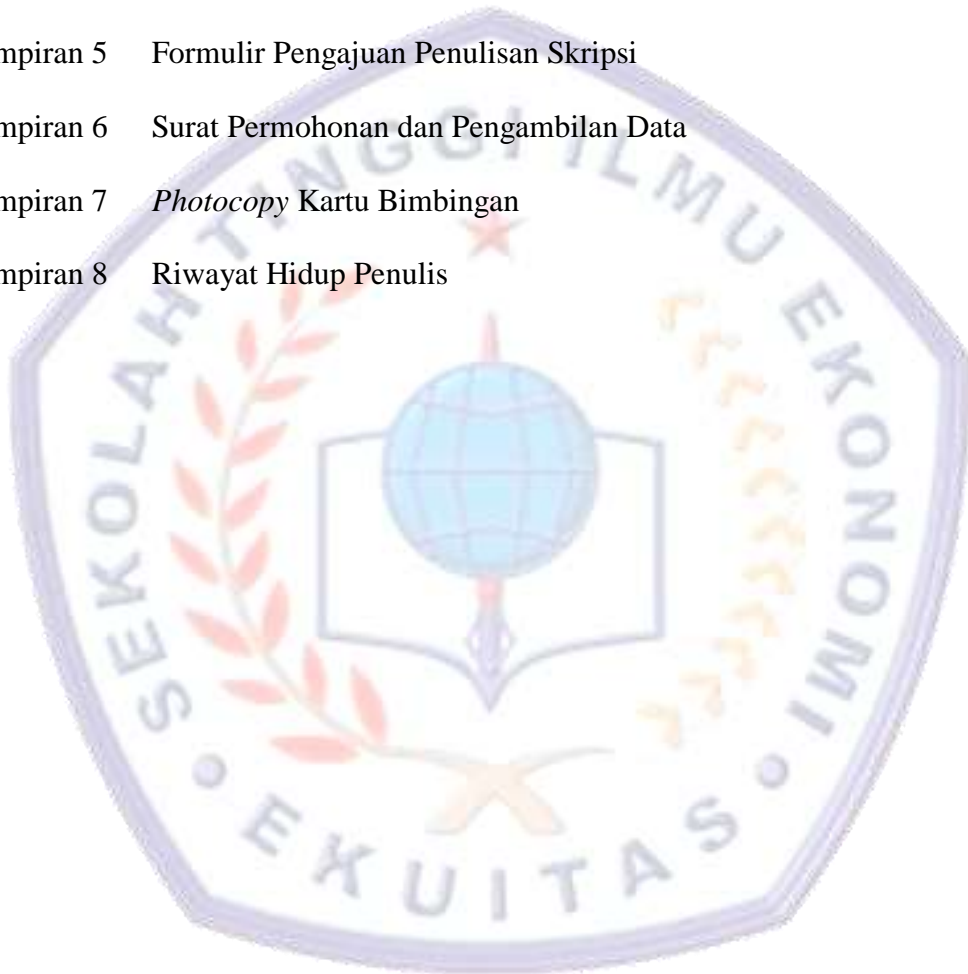 mpiran 5 Formulir Pengajuan Penulisan Skripsi
mpiran 6 Surat Permohonan dan Pengambilan Data
mpiran 7 Photocopy Kartu Bimbingan
mpiran 8 Riwayat Hidup Penulis
SEKOLAH TINGGI ILMU EKONOMI
EKUITAS